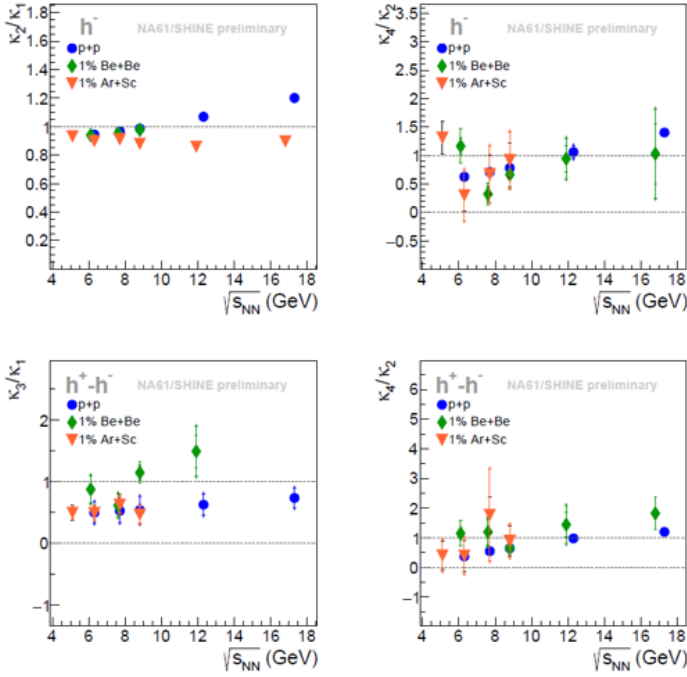 κ₂/κ₁
h⁻ NA61/SHINE preliminary
p+p
1% Be+Be
1% Ar+Sc
1.8
1.6
1.4
1.2
1
0.8
0.6
0.4
0.2
4 6 8 10 12 14 16 18
√sNN (GeV)
κ₄/κ₂
h⁻ NA61/SHINE preliminary
p+p
1% Be+Be
1% Ar+Sc
3.5
3
2.5
2
1.5
1
0.5
0
−0.5
4 6 8 10 12 14 16 18
√sNN (GeV)
κ₃/κ₁
h⁺-h⁻ NA61/SHINE preliminary
p+p
1% Be+Be
1% Ar+Sc
2
1
0
−1
4 6 8 10 12 14 16 18
√sNN (GeV)
κ₄/κ₂
h⁺-h⁻ NA61/SHINE preliminary
p+p
1% Be+Be
1% Ar+Sc
6
5
4
3
2
1
0
−1
4 6 8 10 12 14 16 18
√sNN (GeV)